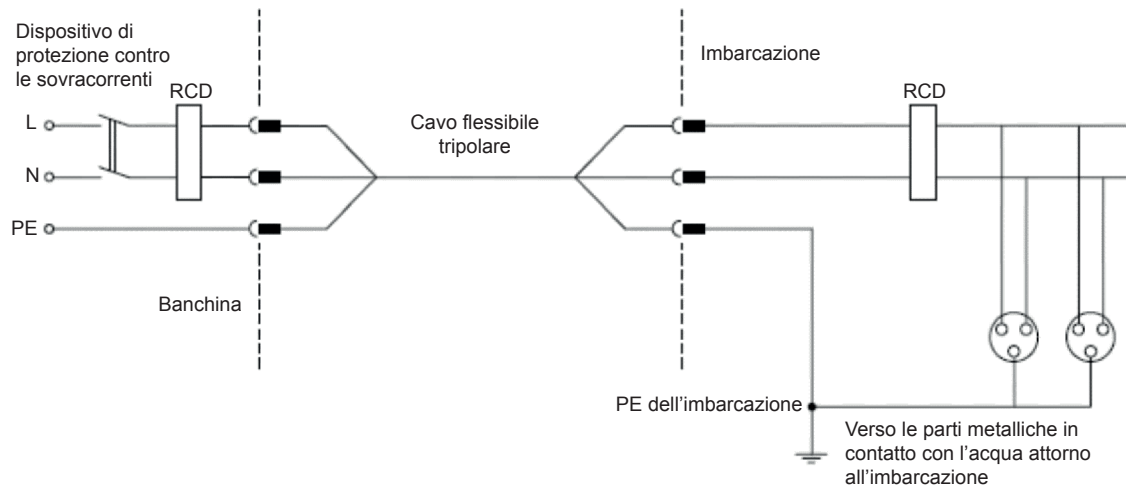 Dispositivo di
protezione contro
le sovracorrenti
RCD
Imbarcazione
RCD
L
Cavo flessibile
tripolare
N
PE
Banchina
PE dell'imbarcazione
Verso le parti metalliche in
contatto con l'acqua attorno
all'imbarcazione